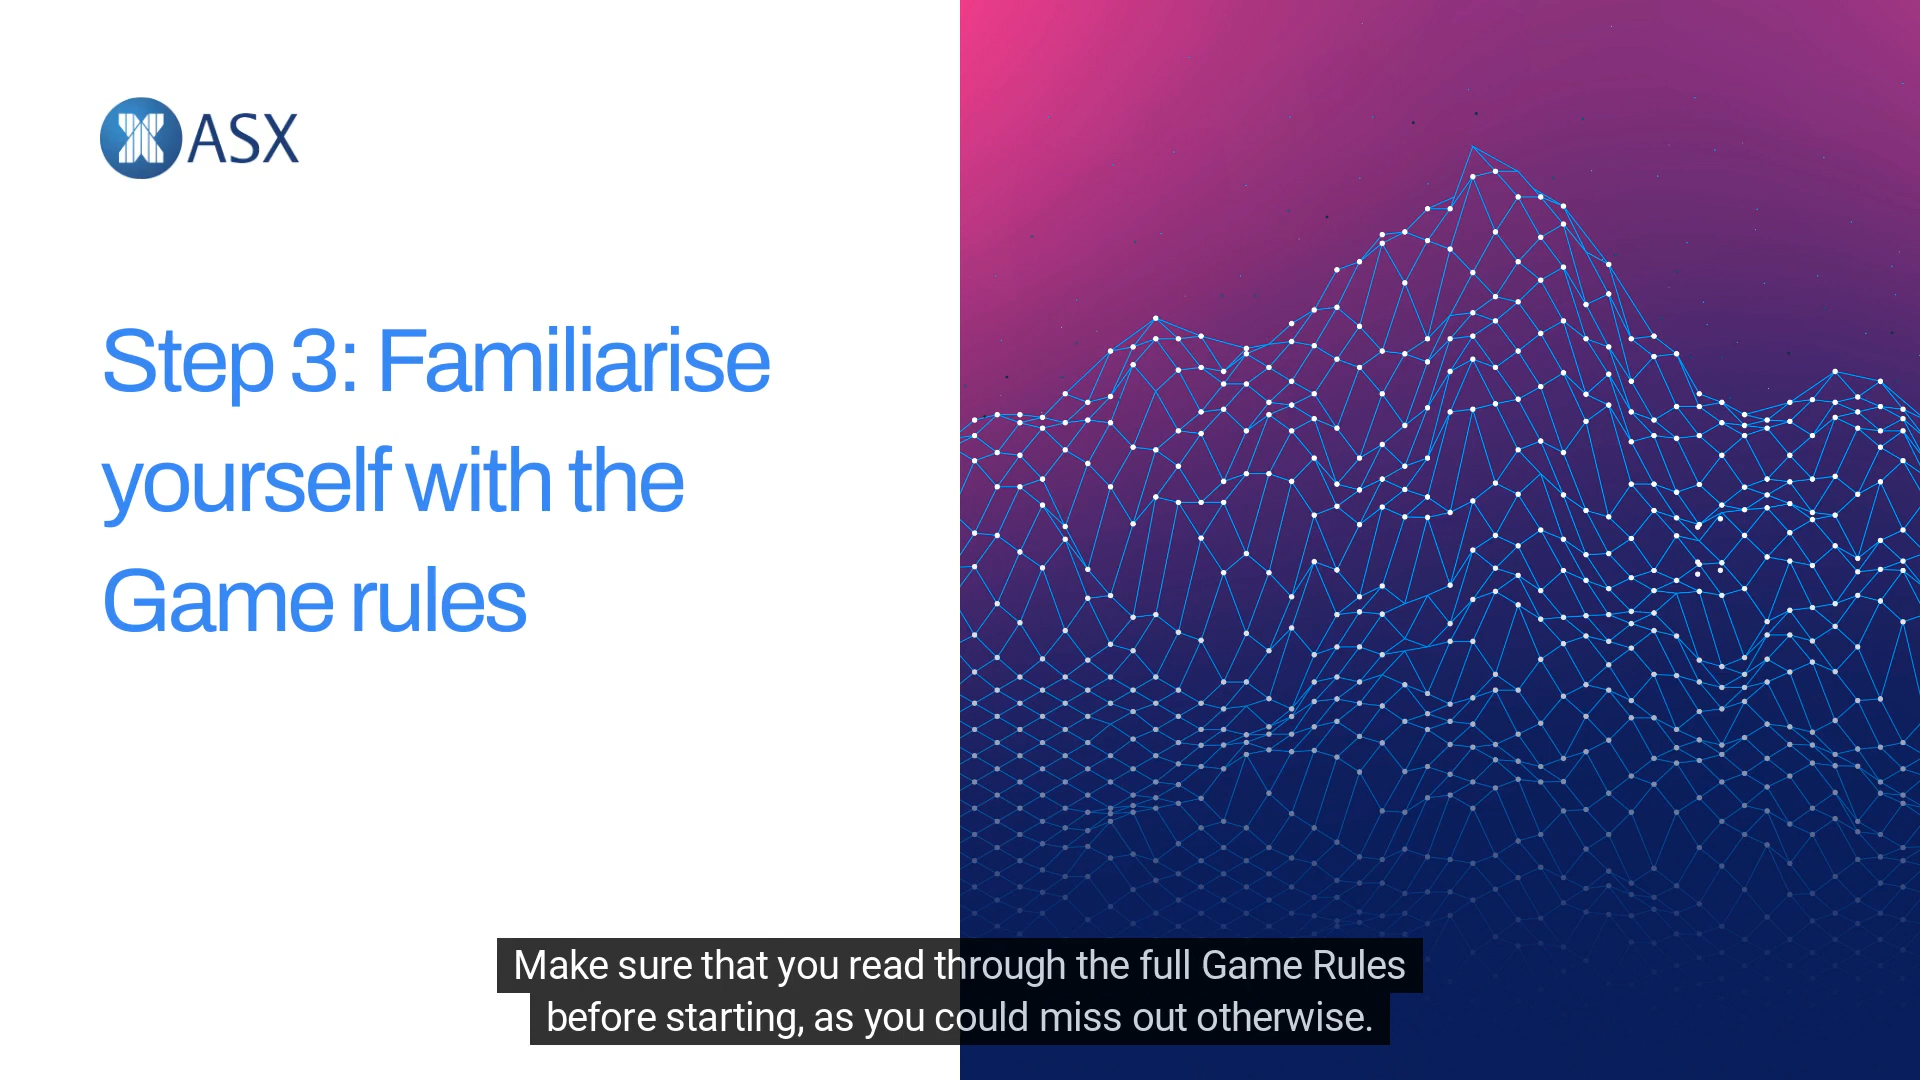 ASX
Step 3: Familiarise
yourself with the
Game rules
Make sure that you read through the full Game Rules
before starting, as you could miss out otherwise.